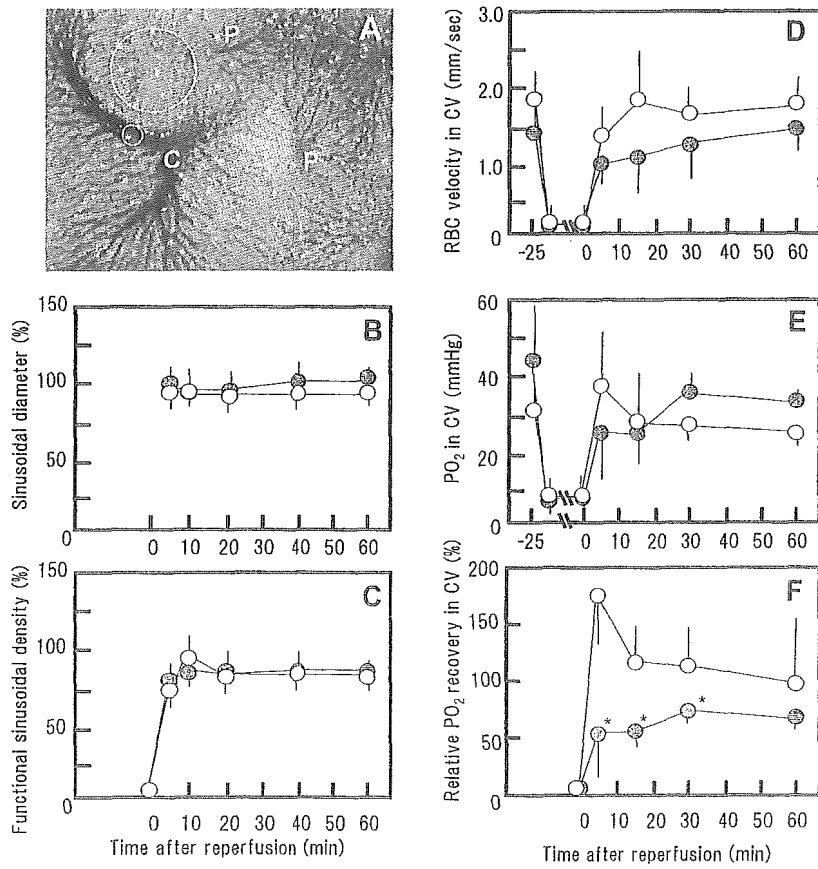 A
P
P
C
B
Sinusoidal diameter (%)
150
100
50
0
0 10 20 30 40 50 60
C
Functional sinusoidal density (%)
150
100
50
0
0 10 20 30 40 50 60
Time after reperfusion (min)
D
RBC velocity in CV (mm/sec)
3.0
2.0
1.0
0
-25 0 10 20 30 40 50 60
E
PO₂ in CV (mmHg)
60
40
20
0
-25 0 10 20 30 40 50 60
F
Relative PO₂ recovery in CV (%)
200
150
100
50
0
* * *
0 10 20 30 40 50 60
Time after reperfusion (min)